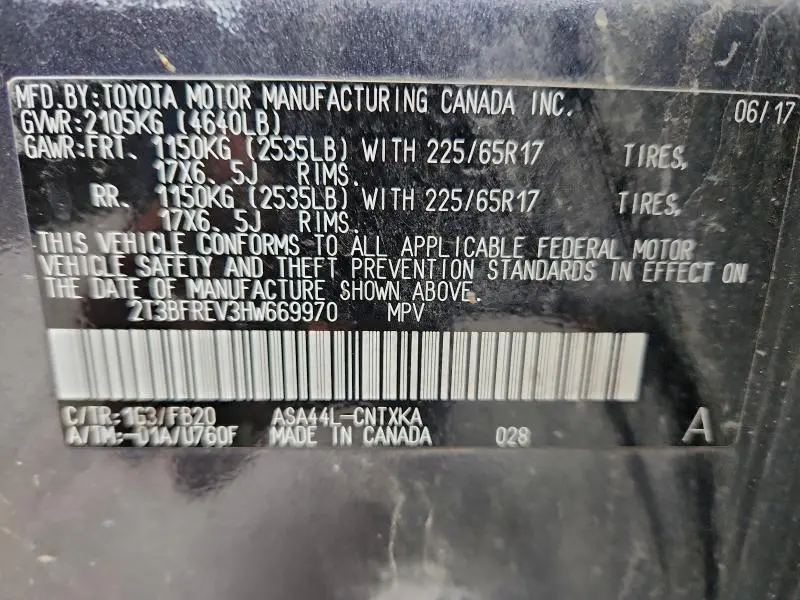 MFD.BY:TOYOTA MOTOR MANUFACTURING CANADA INC. 06/17
GVWR:2105KG (4640LB)
GAWR:FRT. 1150KG (2535LB) WITH 225/65R17 TIRES,
17X6. 5J RIMS.
RR. 1150KG (2535LB) WITH 225/65R17 TIRES,
17X6. 5J RIMS.
THIS VEHICLE CONFORMS TO ALL APPLICABLE FEDERAL MOTOR
VEHICLE SAFETY AND THEFT PREVENTION STANDARDS IN EFFECT ON
THE DATE OF MANUFACTURE SHOWN ABOVE.
2T3BFREV3HW669970 MPV
C/TR:1G3/FB20 ASA44L-CNTXKA
A/TM:-01A/U760F MADE IN CANADA 028 A